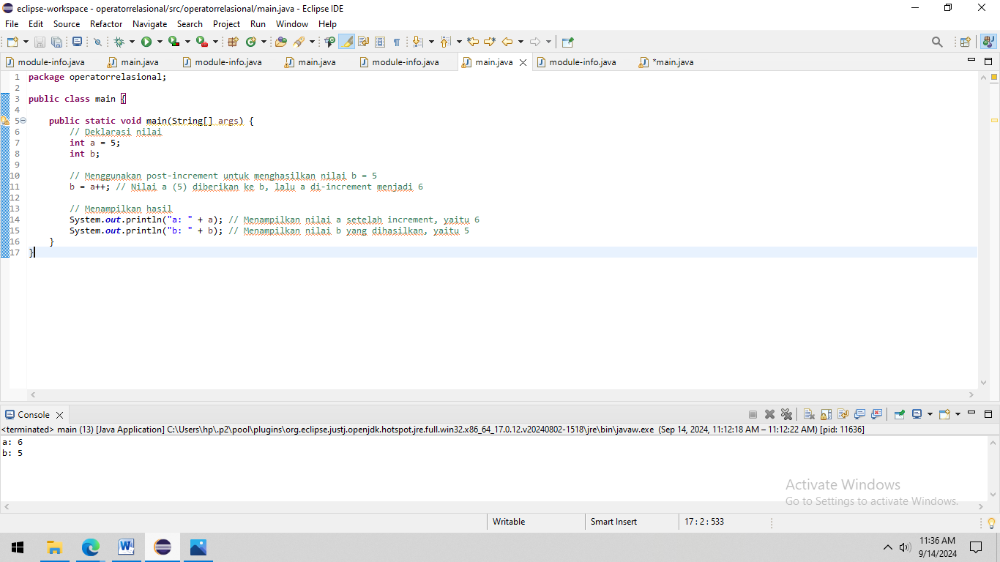 eclipse-workspace - operatorrelasional/src/operatorrelasional/main.java - Eclipse IDE
File Edit Source Refactor Navigate Search Project Run Window Help
module-info.java main.java module-info.java main.java module-info.java main.java module-info.java *main.java
1 package operatorrelasional;
2
3 public class main {
4
5 public static void main(String[] args) {
6 // Deklarasi nilai
7 int a = 5;
8 int b;
9
10 // Menggunakan post-increment untuk menghasilkan nilai b = 5
11 b = a++; // Nilai a (5) diberikan ke b, lalu a di-increment menjadi 6
12
13 // Menampilkan hasil
14 System.out.println("a: " + a); // Menampilkan nilai a setelah increment, yaitu 6
15 System.out.println("b: " + b); // Menampilkan nilai b yang dihasilkan, yaitu 5
16 }
17 }
Console
<terminated> main (13) [Java Application] C:\Users\hp\.p2\pool\plugins\org.eclipse.justj.openjdk.hotspot.jre.full.win32.x86_64_17.0.12.v20240802-1518\jre\bin\javaw.exe (Sep 14, 2024, 11:12:18 AM – 11:12:22 AM) [pid: 11636]
a: 6
b: 5
Activate Windows
Go to Settings to activate Windows.
Writable Smart Insert 17 : 2 : 533
11:36 AM
9/14/2024